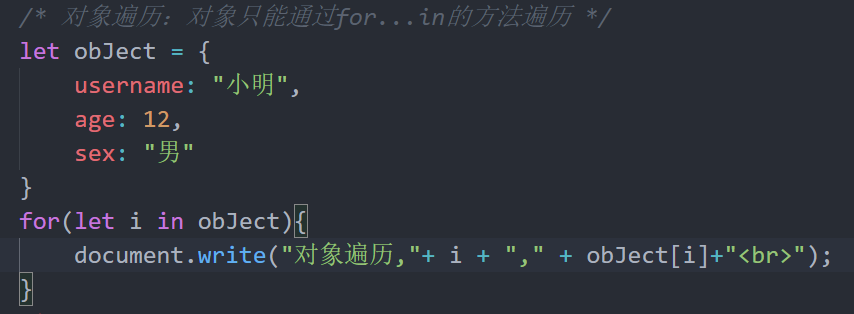 /* 对象遍历：对象只能通过for...in的方法遍历 */
let obJect = {
    username: "小明",
    age: 12,
    sex: "男"
}
for(let i in obJect){
    document.write("对象遍历,"+ i + "," + obJect[i]+"<br>");
}